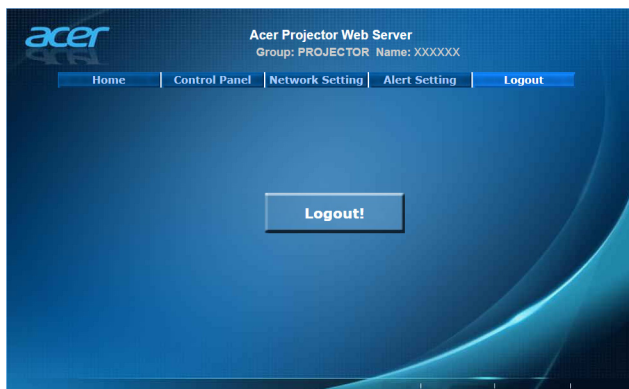 acer
Acer Projector Web Server
Group: PROJECTOR Name: XXXXXX
Home Control Panel Network Setting Alert Setting Logout
Logout!